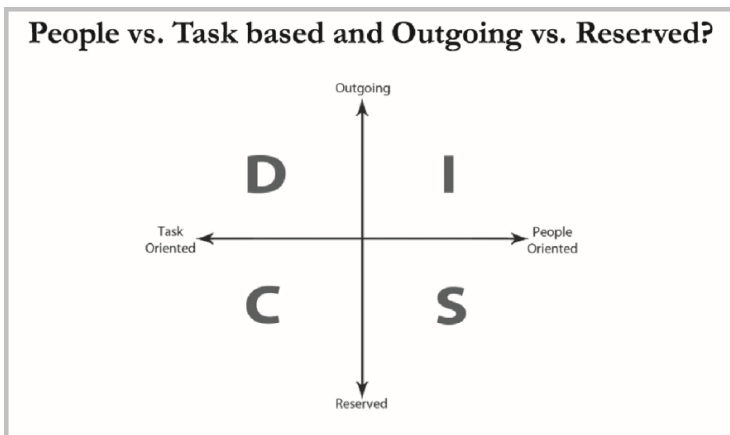 People vs. Task based and Outgoing vs. Reserved?
Outgoing
D I
Task
Oriented
People
Oriented
C S
Reserved